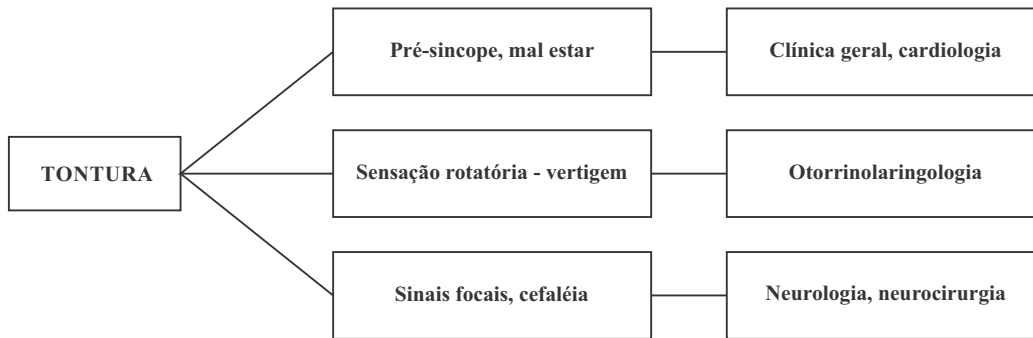 Pré-sincope, mal estar
Clínica geral, cardiologia
TONTURA
Sensação rotatória - vertigem
Otorrinolaringologia
Sinais focais, cefaléia
Neurologia, neurocirurgia